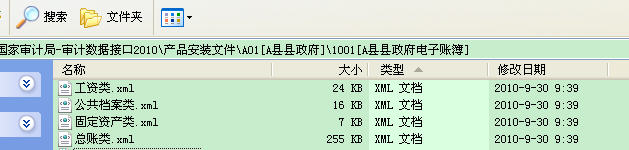 搜索 文件夹
国家审计局-审计数据接口2010\产品安装文件\A01[A县县政府]\1001[A县县政府电子账簿]
名称 大小 类型 修改日期
工资类.xml 24 KB XML 文档 2010-9-30 9:39
公共档案类.xml 16 KB XML 文档 2010-9-30 9:39
固定资产类.xml 7 KB XML 文档 2010-9-30 9:39
总账类.xml 255 KB XML 文档 2010-9-30 9:39